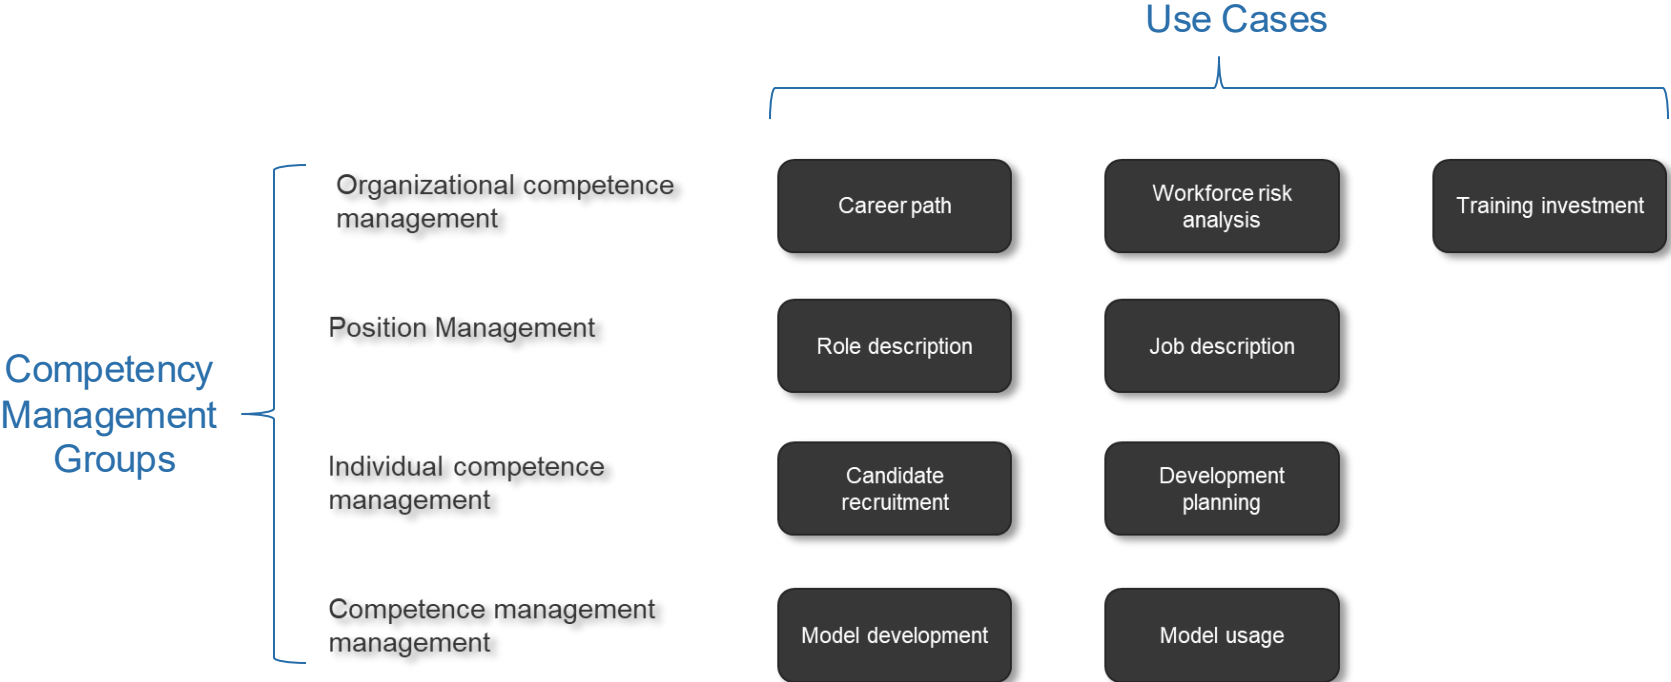 Use Cases
Organizational competence
management
Career path
Workforce risk
analysis
Training investment
Position Management
Role description
Job description
Competency
Management
Groups
Individual competence
management
Candidate
recruitment
Development
planning
Competence management
management
Model development
Model usage